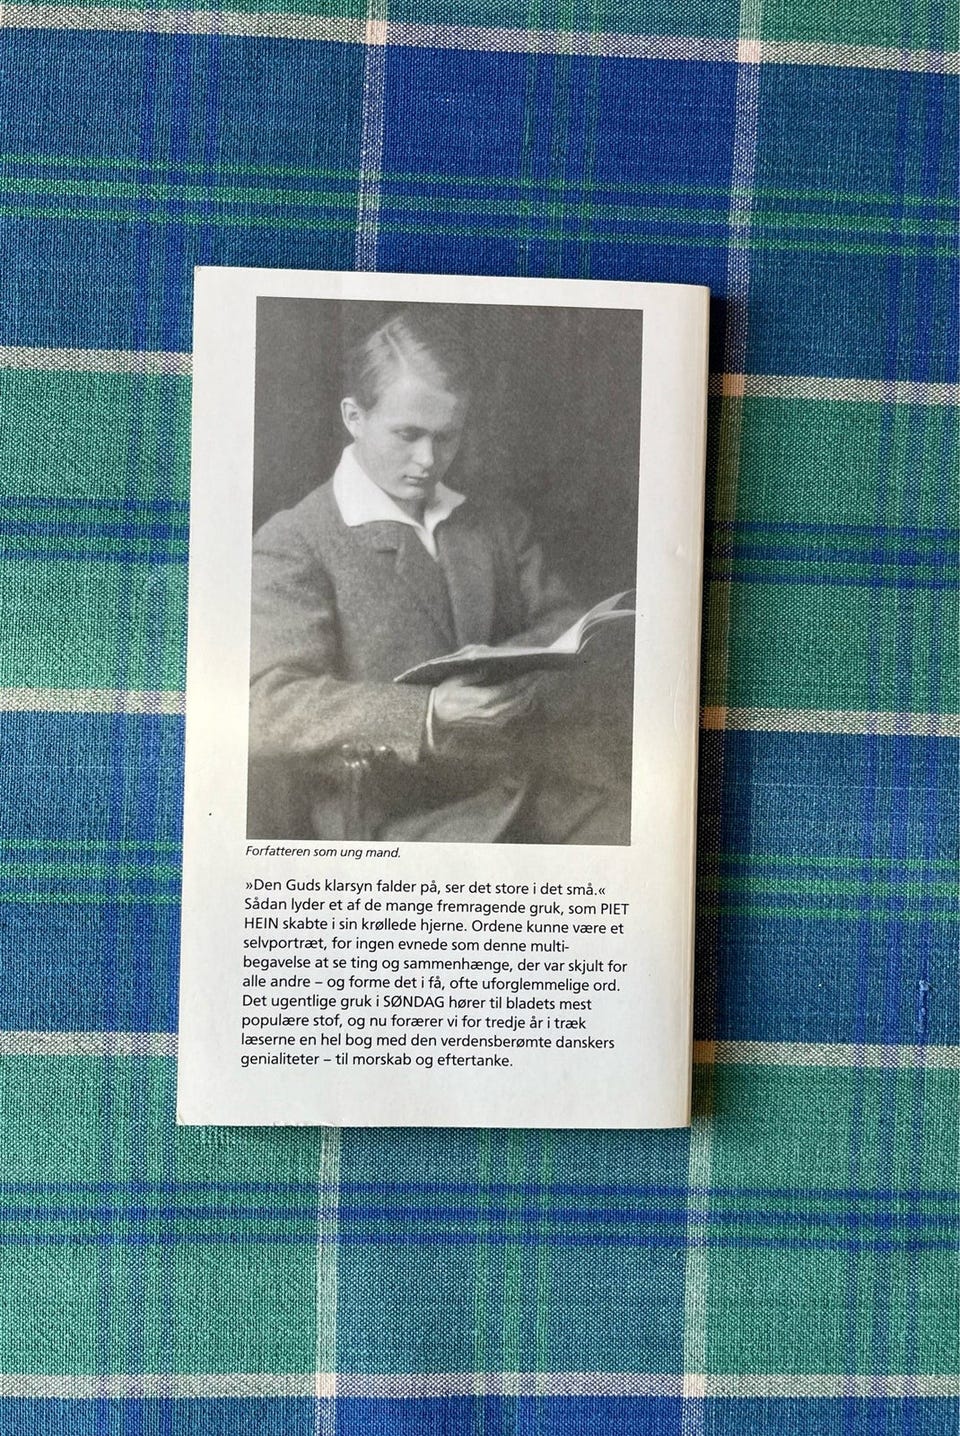 Forfatteren som ung mand.
»Den Guds klarsyn falder på, ser det store i det små.«
Sådan lyder et af de mange fremragende gruk, som PIET
HEIN skabte i sin krøllede hjerne. Ordene kunne være et
selvportræt, for ingen evnede som denne multi-
begavelse at se ting og sammenhænge, der var skjult for
alle andre – og forme det i få, ofte uforglemmelige ord.
Det ugentlige gruk i SØNDAG hører til bladets mest
populære stof, og nu forærer vi for tredje år i træk
læserne en hel bog med den verdensberømte danskers
genialiteter – til morskab og eftertanke.